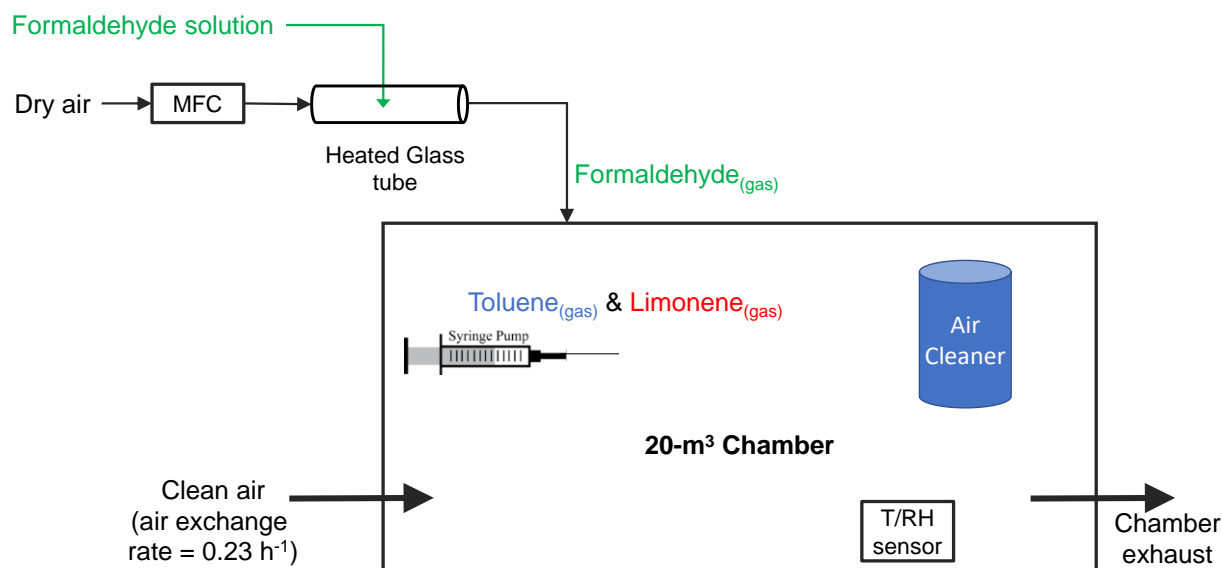 Formaldehyde solution
Dry air
MFC
Heated Glass
tube
Formaldehyde(gas)
Toluene(gas) & Limonene(gas)
Syringe Pump
Air
Cleaner
20-m³ Chamber
Clean air
(air exchange
rate = 0.23 h⁻¹)
T/RH
sensor
Chamber
exhaust